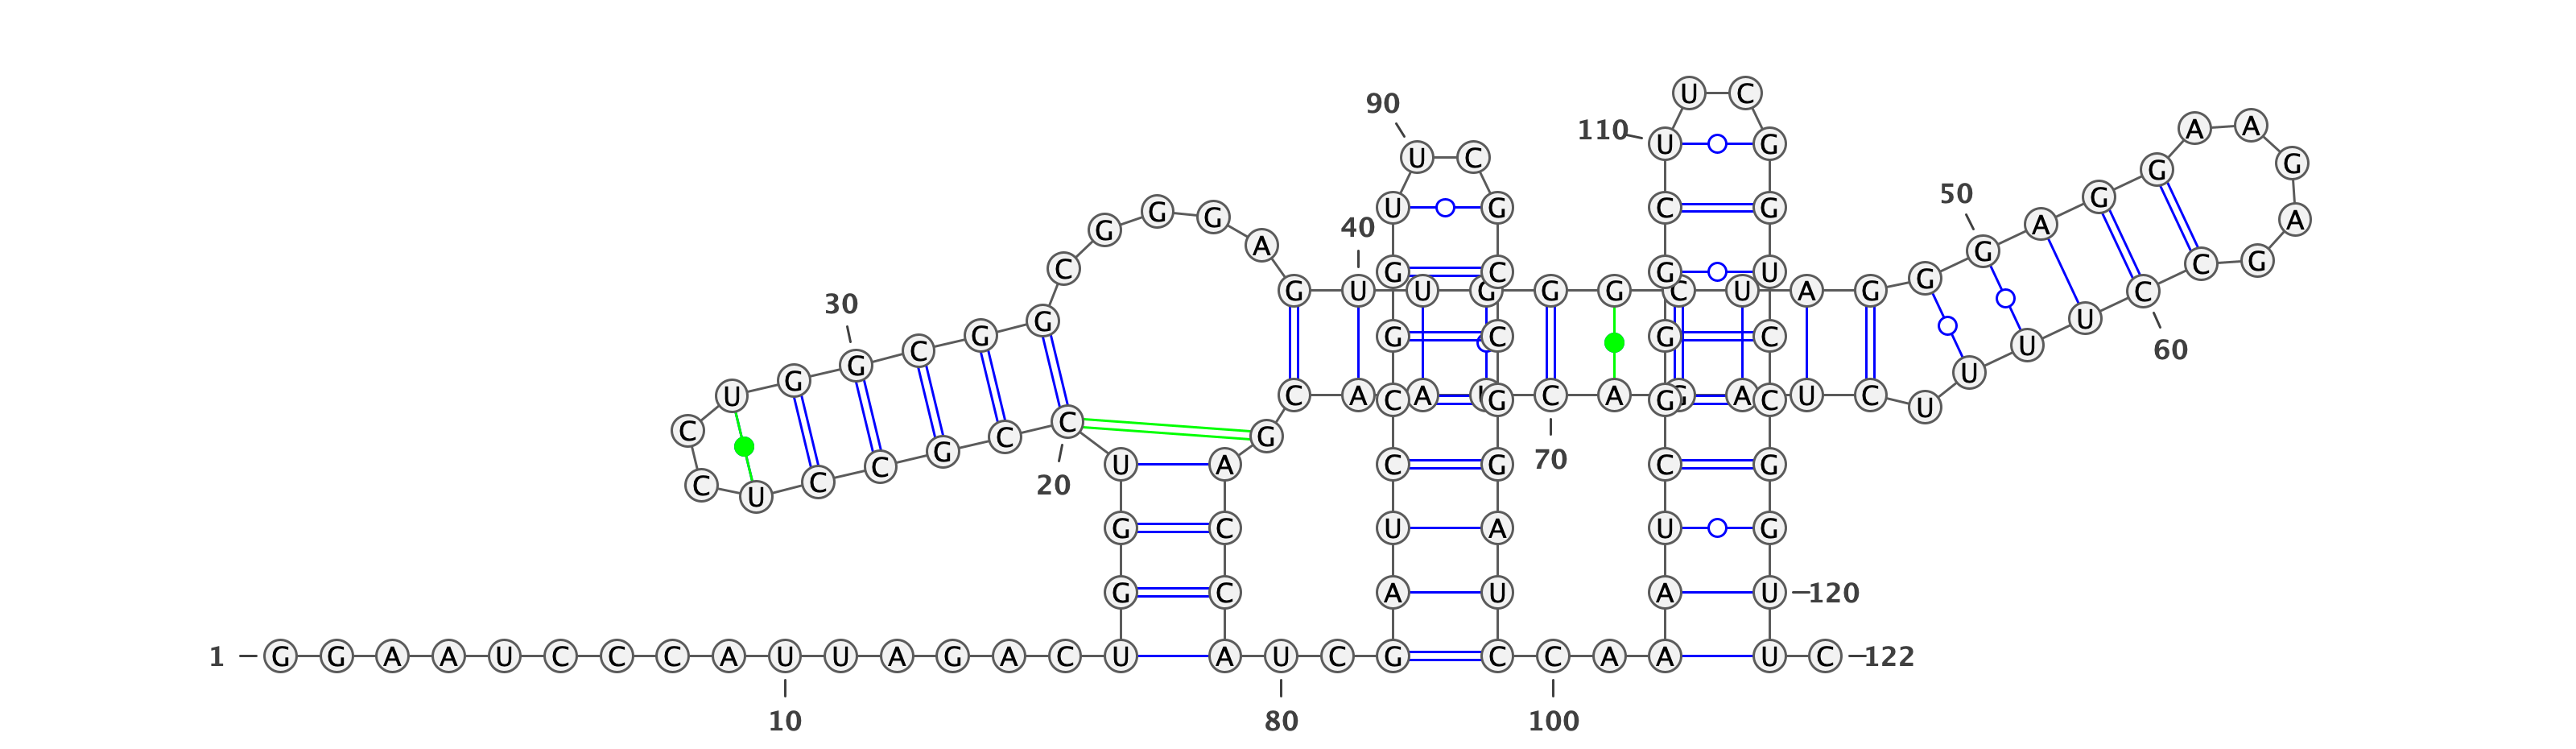 1
G G A A U C C C A U U A G A C U G G U C
10
20
C G C C U C C U G G
30
C G G C G G G A G U
40
U G G G C U A G G G
50
A G G A A G A G C C
60
U U U U C U A G A C
70
U A A C G A C C A U
80
C G A U C C G G U U
90
C G C C G G A U C C
100
A A A U C G G G C U
110
U C G G U C C G G U
120
U C
122